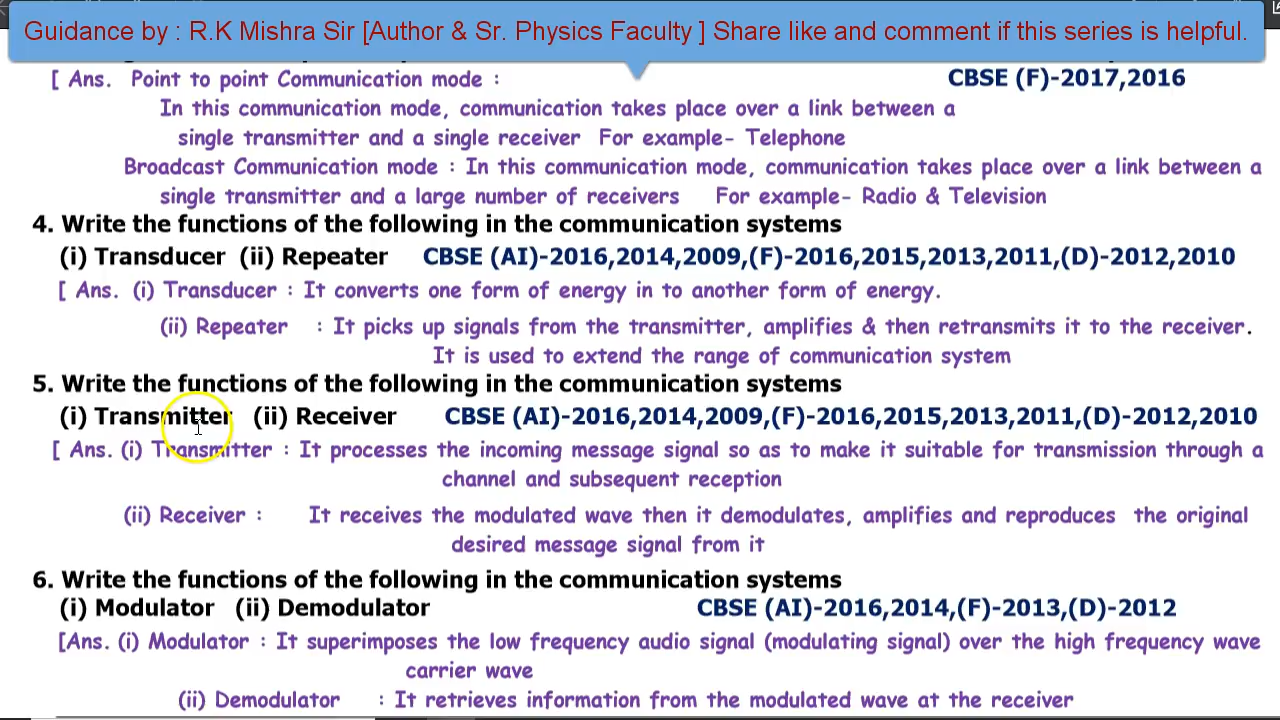 Guidance by : R.K Mishra Sir [Author & Sr. Physics Faculty ] Share like and comment if this series is helpful.
[ Ans. Point to point Communication mode : CBSE (F)-2017,2016
In this communication mode, communication takes place over a link between a
single transmitter and a single receiver For example- Telephone
Broadcast Communication mode : In this communication mode, communication takes place over a link between a
single transmitter and a large number of receivers For example- Radio & Television
4. Write the functions of the following in the communication systems
(i) Transducer (ii) Repeater CBSE (AI)-2016,2014,2009,(F)-2016,2015,2013,2011,(D)-2012,2010
[ Ans. (i) Transducer : It converts one form of energy in to another form of energy.
(ii) Repeater : It picks up signals from the transmitter, amplifies & then retransmits it to the receiver.
It is used to extend the range of communication system
5. Write the functions of the following in the communication systems
(i) Transmitter (ii) Receiver CBSE (AI)-2016,2014,2009,(F)-2016,2015,2013,2011,(D)-2012,2010
[ Ans. (i) Transmitter : It processes the incoming message signal so as to make it suitable for transmission through a
channel and subsequent reception
(ii) Receiver : It receives the modulated wave then it demodulates, amplifies and reproduces the original
desired message signal from it
6. Write the functions of the following in the communication systems
(i) Modulator (ii) Demodulator CBSE (AI)-2016,2014,(F)-2013,(D)-2012
[Ans. (i) Modulator : It superimposes the low frequency audio signal (modulating signal) over the high frequency wave
carrier wave
(ii) Demodulator : It retrieves information from the modulated wave at the receiver